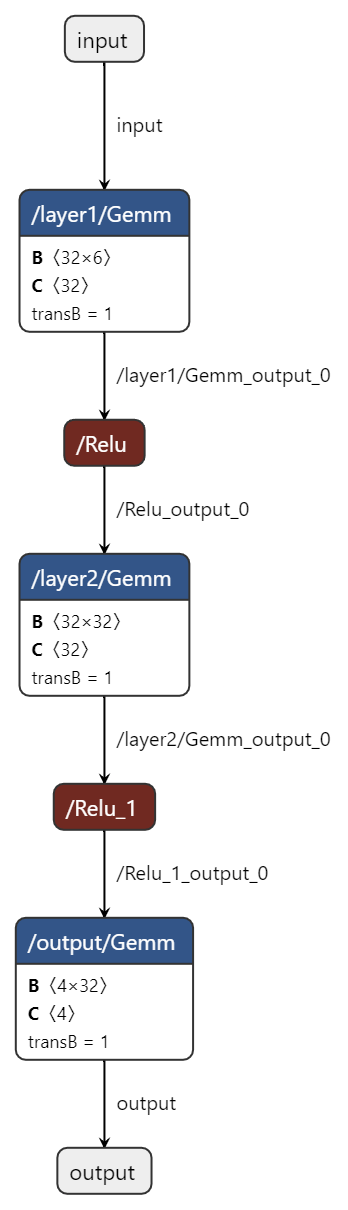 input
input
/layer1/Gemm
B〈32×6〉
C〈32〉
transB = 1
/layer1/Gemm_output_0
/Relu
/Relu_output_0
/layer2/Gemm
B〈32×32〉
C〈32〉
transB = 1
/layer2/Gemm_output_0
/Relu_1
/Relu_1_output_0
/output/Gemm
B〈4×32〉
C〈4〉
transB = 1
output
output